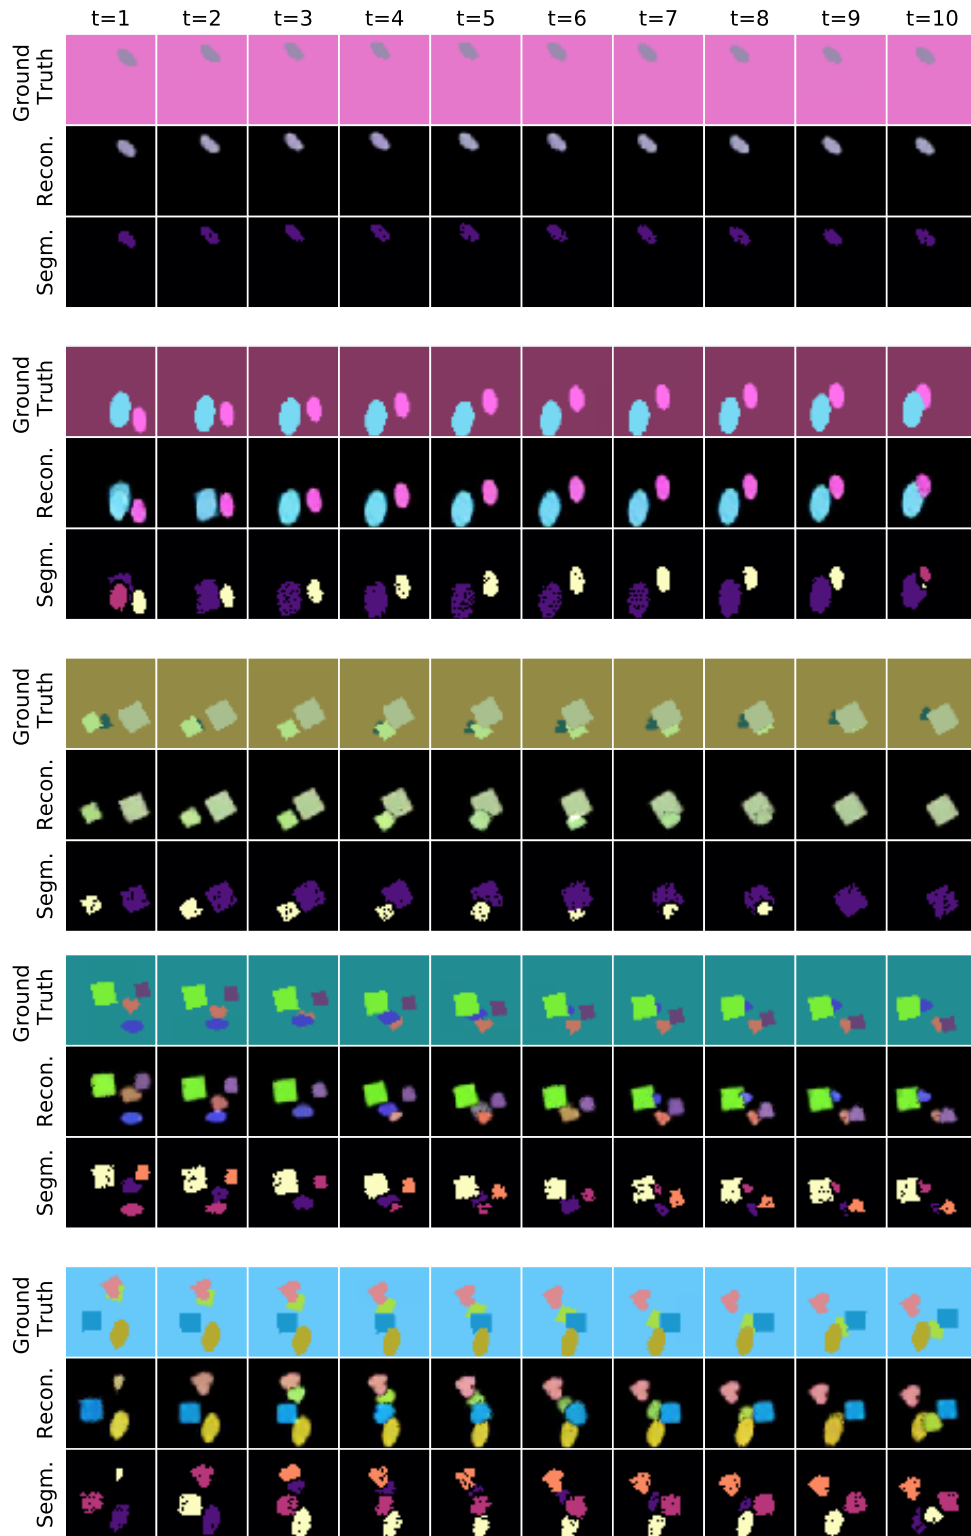 t=1 t=2 t=3 t=4 t=5 t=6 t=7 t=8 t=9 t=10
Ground
Truth
Recon.
Segm.
Ground
Truth
Recon.
Segm.
Ground
Truth
Recon.
Segm.
Ground
Truth
Recon.
Segm.
Ground
Truth
Recon.
Segm.